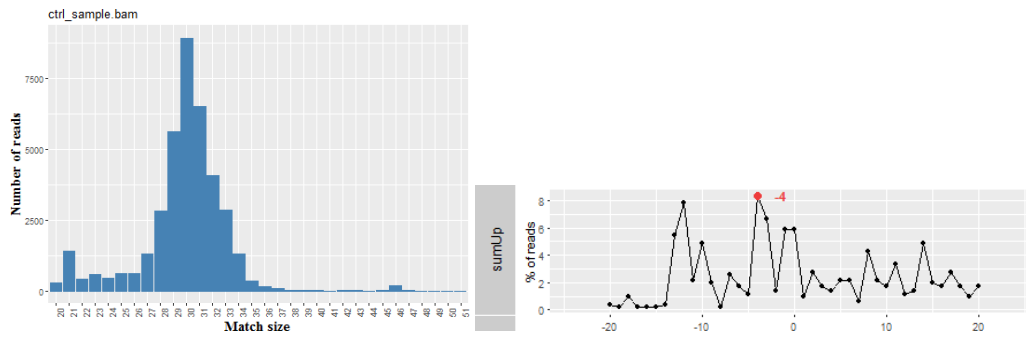 ctrl_sample.bam
Number of reads
7500
5000
2500
0
20 21 22 23 24 25 26 27 28 29 30 31 32 33 34 35 36 37 38 39 40 41 42 43 44 45 46 47 48 49 50 51
Match size
sumUp
% of reads
8
6
4
2
0
-4
-20 -10 0 10 20